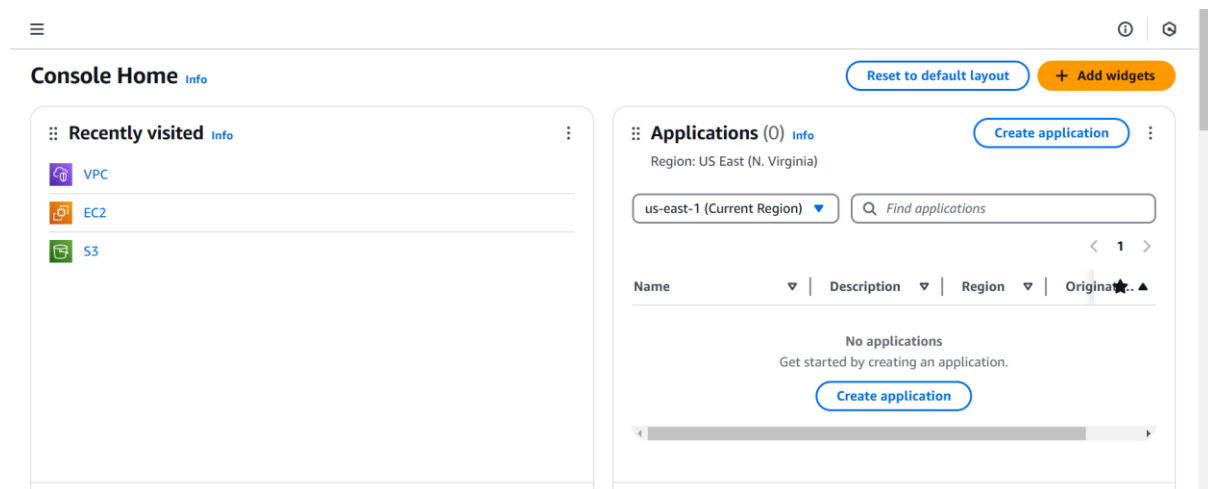 Console Home Info
Reset to default layout
+ Add widgets
Recently visited Info
VPC
EC2
S3
Applications (0) Info
Create application
Region: US East (N. Virginia)
us-east-1 (Current Region)
Find applications
1
Name
Description
Region
Originat...
No applications
Get started by creating an application.
Create application